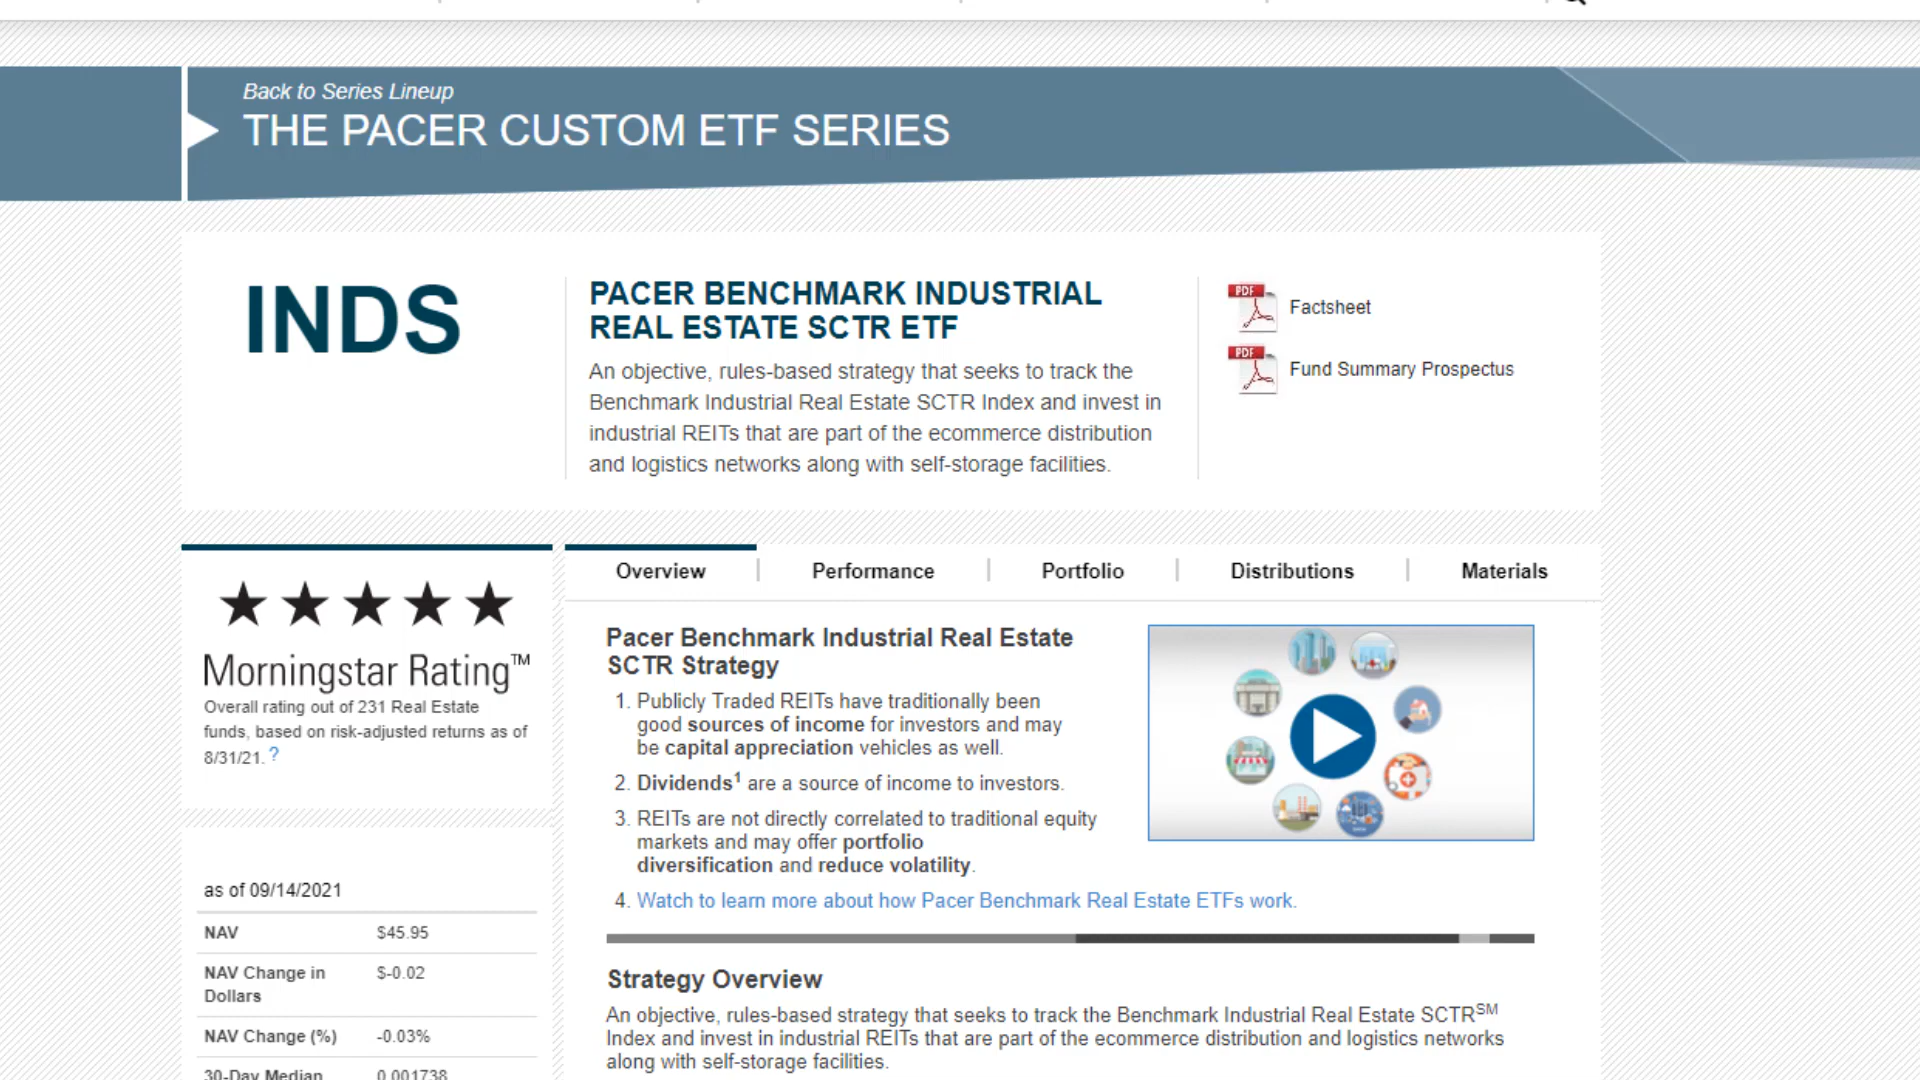 Back to Series Lineup
THE PACER CUSTOM ETF SERIES
INDS
PACER BENCHMARK INDUSTRIAL
REAL ESTATE SCTR ETF
An objective, rules-based strategy that seeks to track the
Benchmark Industrial Real Estate SCTR Index and invest in
industrial REITs that are part of the ecommerce distribution
and logistics networks along with self-storage facilities.
PDF
Factsheet
PDF
Fund Summary Prospectus
Morningstar Rating™
Overall rating out of 231 Real Estate
funds, based on risk-adjusted returns as of
8/31/21. ?
as of 09/14/2021
NAV $45.95
NAV Change in
Dollars $-0.02
NAV Change (%) -0.03%
30-Day Median 0.001738
Overview | Performance | Portfolio | Distributions | Materials
Pacer Benchmark Industrial Real Estate
SCTR Strategy
1. Publicly Traded REITs have traditionally been
good sources of income for investors and may
be capital appreciation vehicles as well.
2. Dividends¹ are a source of income to investors.
3. REITs are not directly correlated to traditional equity
markets and may offer portfolio
diversification and reduce volatility.
4. Watch to learn more about how Pacer Benchmark Real Estate ETFs work.
Strategy Overview
An objective, rules-based strategy that seeks to track the Benchmark Industrial Real Estate SCTR℠
Index and invest in industrial REITs that are part of the ecommerce distribution and logistics networks
along with self-storage facilities.